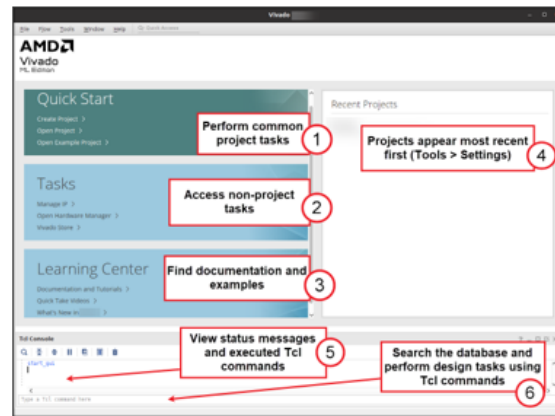 Vivado
File Flow Tools Window Help Quick Access
AMD
Vivado
ML Edition
Quick Start
Create Project >
Open Project >
Open Example Project >
Perform common
project tasks
1
Tasks
Manage IP >
Open Hardware Manager >
Vivado Store >
Access non-project
tasks
2
Learning Center
Documentation and Tutorials >
Quick Take Videos >
What's New in >
Find documentation and
examples
3
Recent Projects
Projects appear most recent
first (Tools > Settings)
4
Tcl Console
start_gui
View status messages
and executed Tcl
commands
5
Search the database and
perform design tasks using
Tcl commands
6
Type a Tcl command here